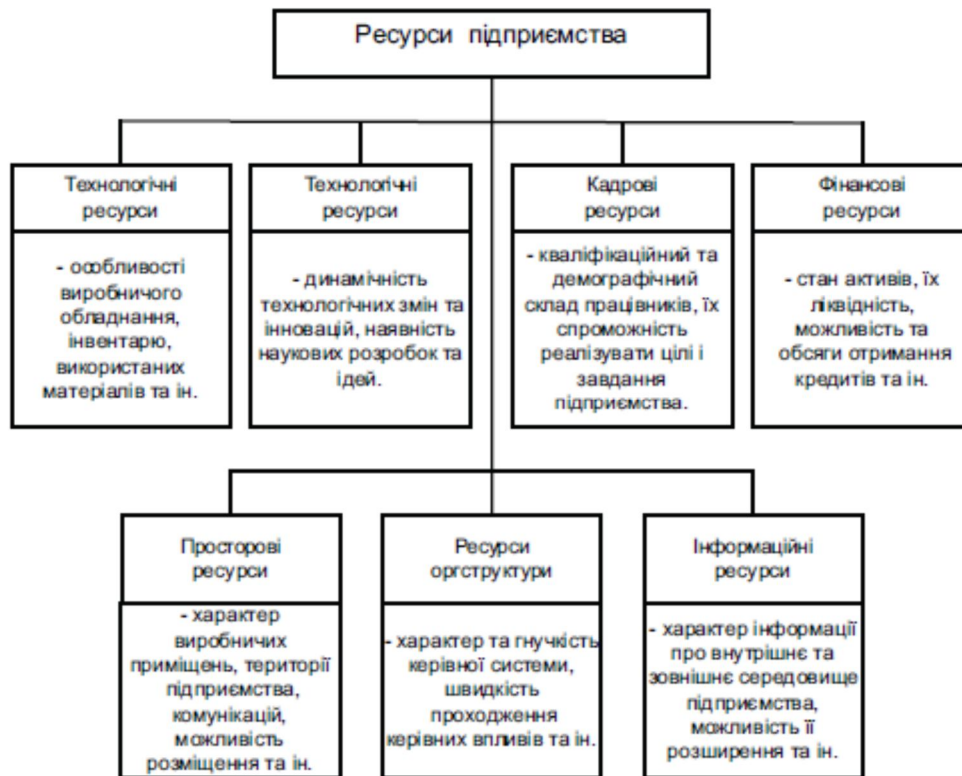 Ресурси підприємства
Технологічні
ресурси
- особливості
виробничого
обладнання,
інвентарю,
використаних
матеріалів та ін.
Технологічні
ресурси
- динамічність
технологічних змін та
інновацій, наявність
наукових розробок та
ідей.
Кадрові
ресурси
- кваліфікаційний та
демографічний
склад працівників, їх
спроможність
реалізувати цілі і
завдання
підприємства.
Фінансові
ресурси
- стан активів, їх
ліквідність,
можливість та
обсяги отримання
кредитів та ін.
Просторові
ресурси
- характер
виробничих
приміщень, території
підприємства,
комунікацій,
можливість
розміщення та ін.
Ресурси
оргструктури
- характер та гнучкість
керівної системи,
швидкість
проходження
керівних впливів та ін.
Інформаційні
ресурси
- характер інформації
про внутрішнє та
зовнішнє середовище
підприємства,
можливість її
розширення та ін.